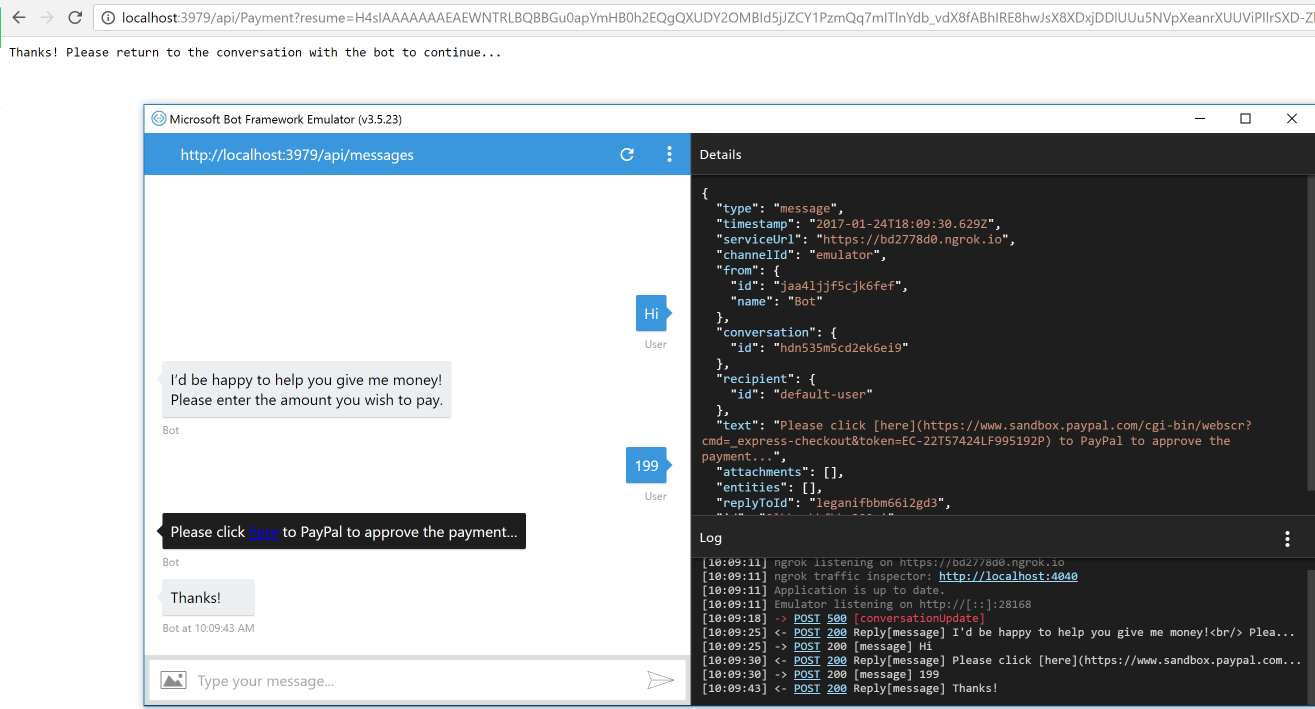 localhost:3979/api/Payment?resume=
Thanks! Please return to the conversation with the bot to continue...
Microsoft Bot Framework Emulator (v3.5.23)
http://localhost:3979/api/messages
Hi
User
I'd be happy to help you give me money!
Please enter the amount you wish to pay.
Bot
199
User
Please click here to PayPal to approve the payment...
Bot
Thanks!
Bot at 10:09:43 AM
Type your message...
Details
{
"type": "message",
"timestamp": "2017-01-24T18:09:30.629Z",
"serviceUrl": "https://bd2778d0.ngrok.io",
"channelId": "emulator",
"from": {
"id": "jaa4ljjf5cjk6fef",
"name": "Bot"
},
"conversation": {
"id": "hdn535m5cd2ek6ei9"
},
"recipient": {
"id": "default-user"
},
"text": "Please click [here](https://www.sandbox.paypal.com/cgi-bin/webscr?
cmd=_express-checkout&token=EC-22T57424LF995192P) to PayPal to approve the
payment...",
"attachments": [],
"entities": [],
"replyToId": "leganifbbm66i2gd3",
Log
[10:09:11] ngrok listening on https://bd2778d0.ngrok.io
[10:09:11] ngrok traffic inspector: http://localhost:4040
[10:09:11] Application is up to date.
[10:09:11] Emulator listening on http://[::]:28168
[10:09:18] -> POST 500 [conversationUpdate]
[10:09:25] <- POST 200 Reply[message] I'd be happy to help you give me money!<br/> Plea...
[10:09:25] -> POST 200 [message] Hi
[10:09:30] <- POST 200 Reply[message] Please click [here](https://www.sandbox.paypal.com...
[10:09:30] -> POST 200 [message] 199
[10:09:43] <- POST 200 Reply[message] Thanks!